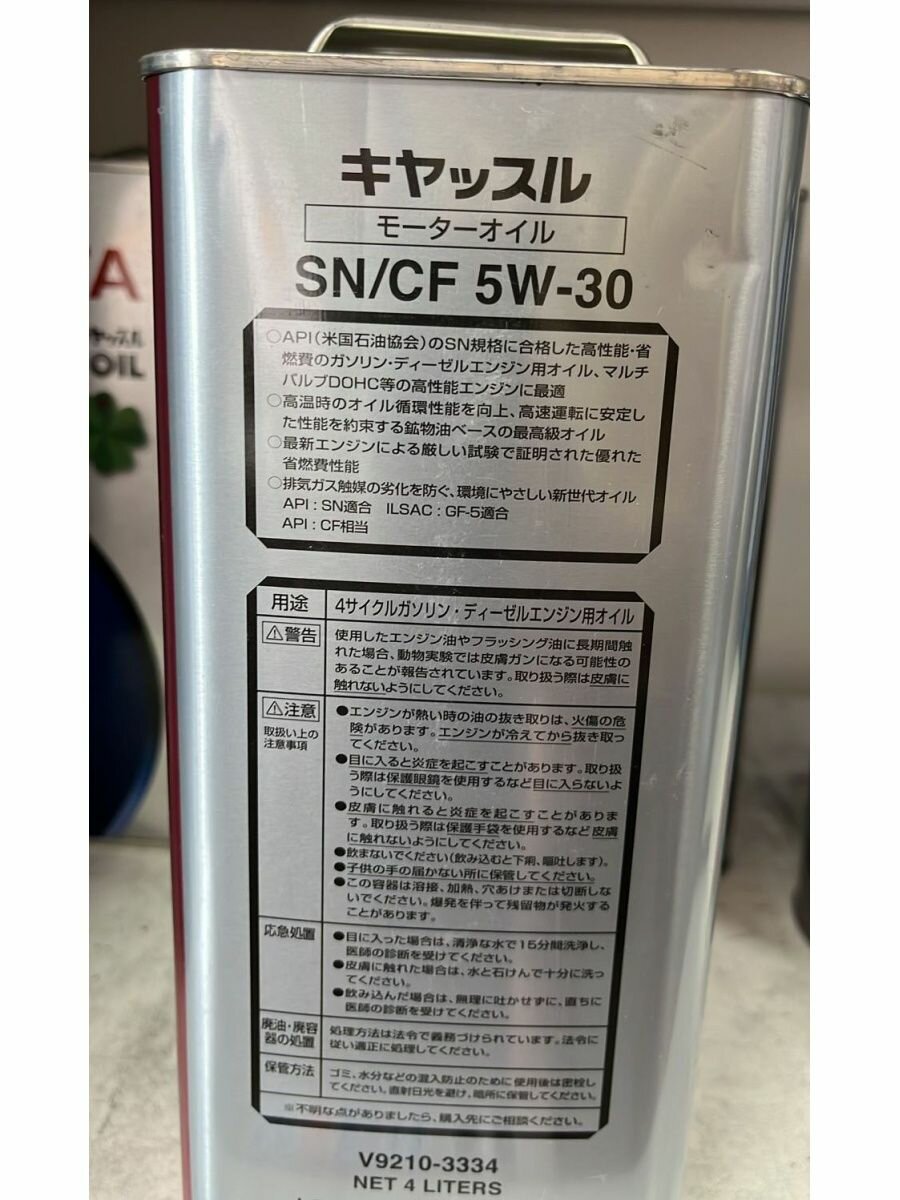 キヤッスル
モーターオイル
SN/CF 5W-30
○API(米国石油協会)のSN規格に合格した高性能・省
燃費のガソリン・ディーゼルエンジン用オイル、マルチ
バルブDOHC等の高性能エンジンに最適
○高温時のオイル循環性能を向上、高速運転に安定し
た性能を約束する鉱物油ベースの最高級オイル
○最新エンジンによる厳しい試験で証明された優れた
省燃費性能
○排気ガス触媒の劣化を防ぐ、環境にやさしい新世代オイル
API : SN適合 ILSAC : GF-5適合
API : CF相当
用途 4サイクルガソリン・ディーゼルエンジン用オイル
⚠警告 使用したエンジン油やフラッシング油に長期間触
れた場合、動物実験では皮膚ガンになる可能性の
あることが報告されています。取り扱う際は皮膚に
触れないようにしてください。
⚠注意
取扱い上の
注意事項
●エンジンが熱い時の油の抜き取りは、火傷の危
険があります。エンジンが冷えてから抜き取っ
てください。
●目に入ると炎症を起こすことがあります。取り扱
う際は保護眼鏡を使用するなど目に入らないよ
うにしてください。
●皮膚に触れると炎症を起こすことがありま
す。取り扱う際は保護手袋を使用するなど皮膚
に触れないようにしてください。
●飲まないでください(飲み込むと下痢、嘔吐します)。
●子供の手の届かない所に保管してください。
●この容器は溶接、加熱、穴あけまたは切断しな
いでください。爆発を伴って残留物が発火する
ことがあります。
応急処置 ●目に入った場合は、清浄な水で15分間洗浄し、
医師の診断を受けてください。
●皮膚に触れた場合は、水と石けんで十分に洗っ
てください。
●飲み込んだ場合は、無理に吐かせずに、直ちに
医師の診断を受けてください。
廃油・廃容
器の処置
処理方法は法令で義務づけられています。法令に
従い適正に処理してください。
保管方法 ゴミ、水分などの混入防止のために使用後は密栓し
てください。直射日光を避け、暗所に保管してください。
※不明な点がありましたら、購入先にご相談ください。
V9210-3334
NET 4 LITERS
A
ヤッスル
OIL